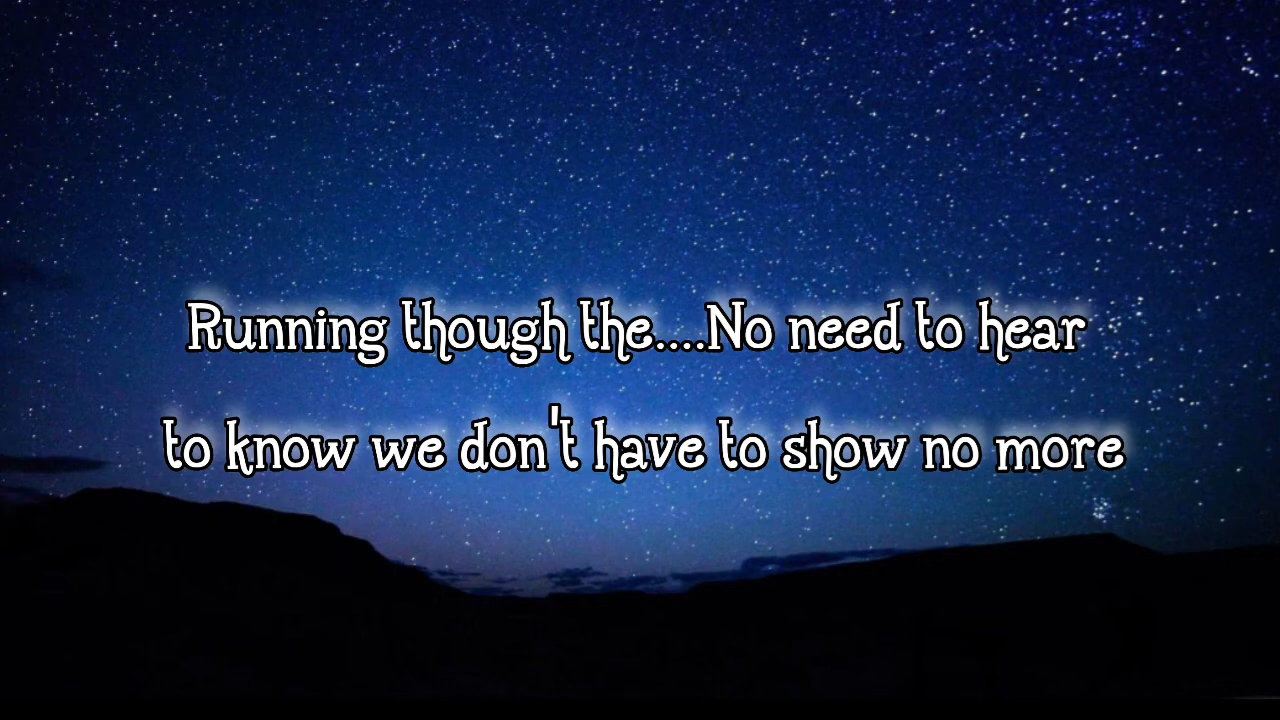 Running though the....No need to hear
to know we don't have to show no more